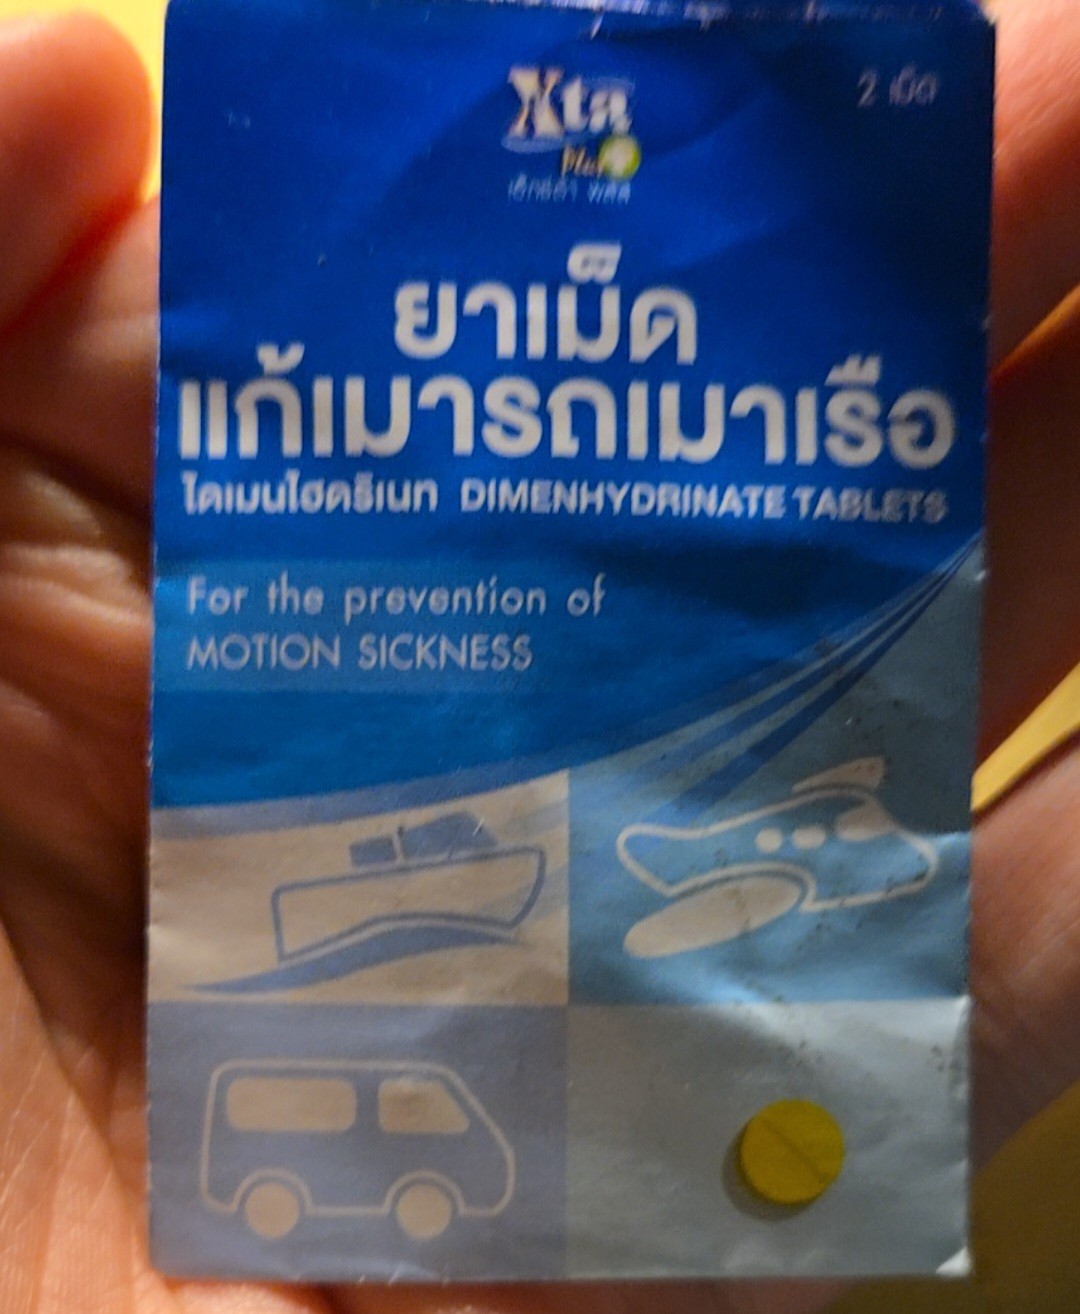 Xta
Plus
เอ็กซ์ต้า พลัส
2 เม็ด
ยาเม็ด
แก้เมารถเมาเรือ
ไดเมนไฮดริเนท DIMENHYDRINATE TABLETS
For the prevention of
MOTION SICKNESS